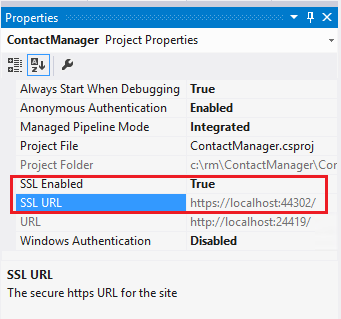 Properties
ContactManager Project Properties
Always Start When Debugging True
Anonymous Authentication Enabled
Managed Pipeline Mode Integrated
Project File ContactManager.csproj
Project Folder c:\rm\ContactManager\Cor
SSL Enabled True
SSL URL https://localhost:44302/
URL http://localhost:24419/
Windows Authentication Disabled
SSL URL
The secure https URL for the site